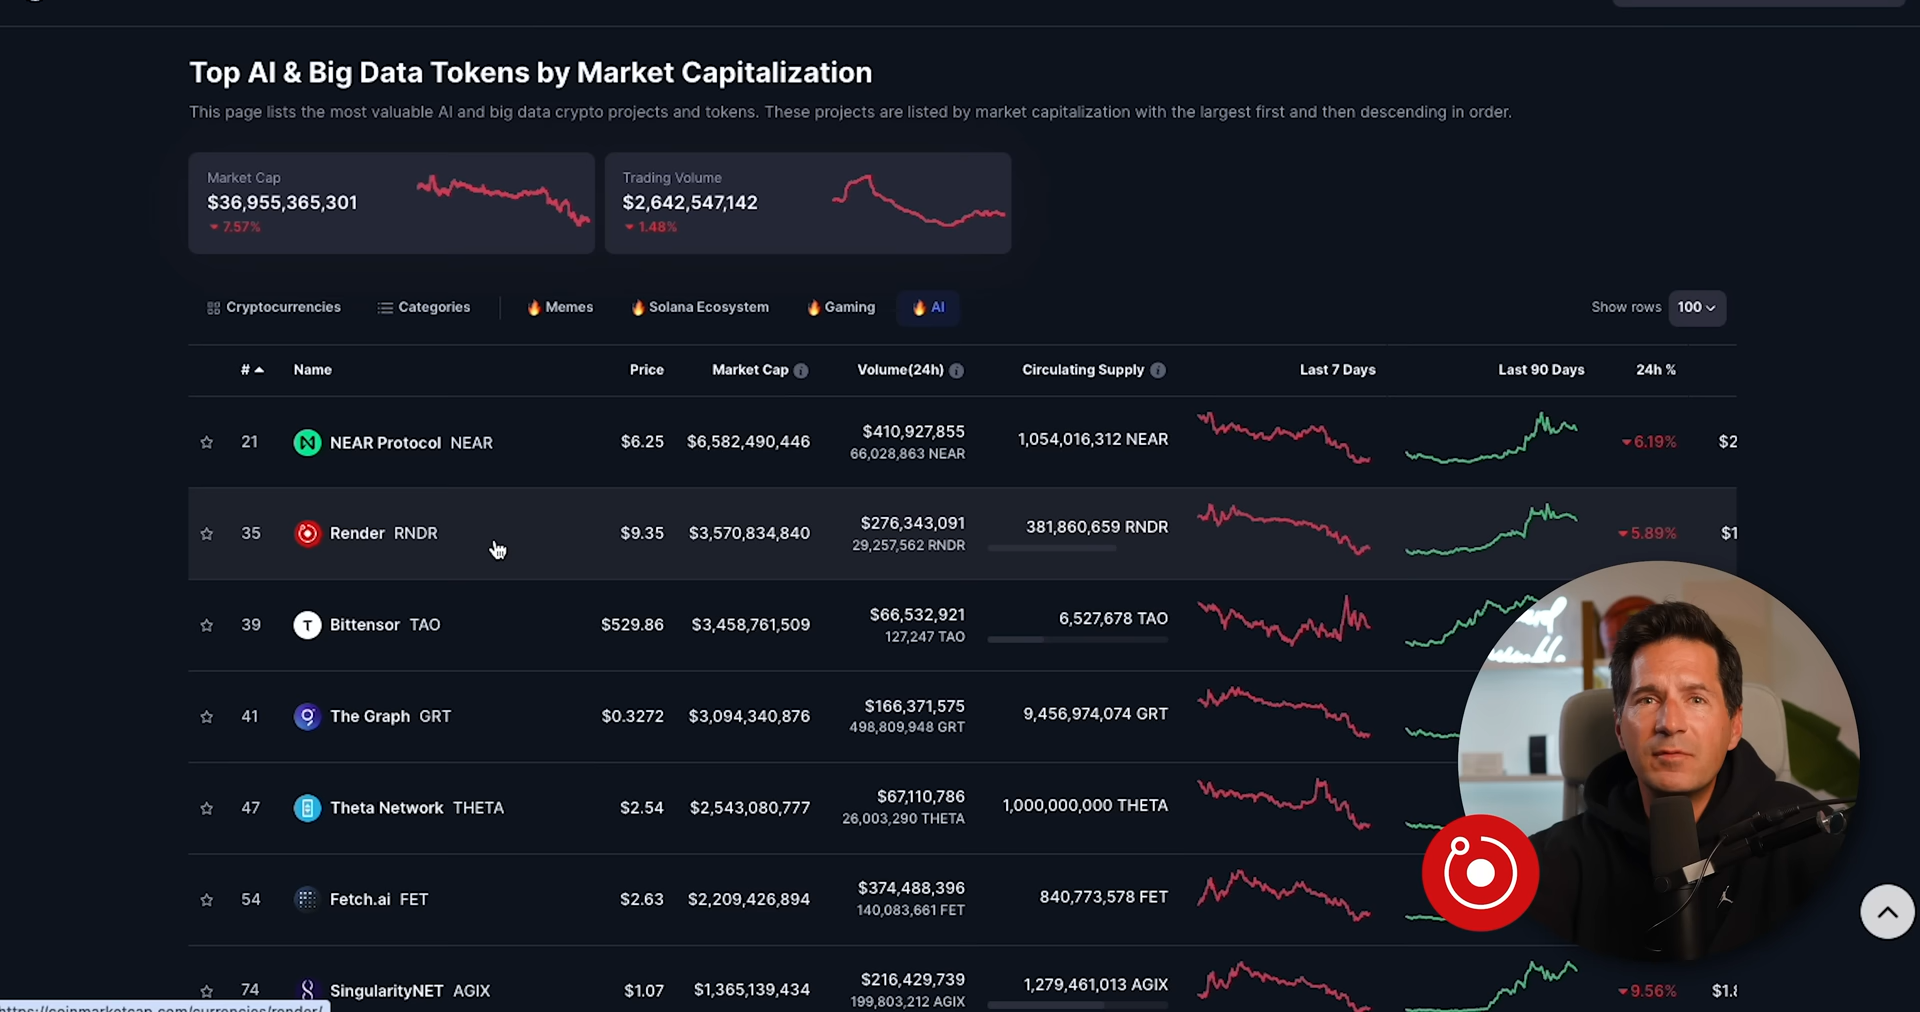 Top AI & Big Data Tokens by Market Capitalization
This page lists the most valuable AI and big data crypto projects and tokens. These projects are listed by market capitalization with the largest first and then descending in order.
Market Cap
$36,955,365,301
7.57%
Trading Volume
$2,642,547,142
1.48%
Cryptocurrencies Categories Memes Solana Ecosystem Gaming AI Show rows 100
# Name Price Market Cap Volume(24h) Circulating Supply Last 7 Days Last 90 Days 24h %
21 NEAR Protocol NEAR $6.25 $6,582,490,446 $410,927,855 1,054,016,312 NEAR 6.19% $2
66,028,863 NEAR
35 Render RNDR $9.35 $3,570,834,840 $276,343,091 381,860,659 RNDR 5.89% $1
29,257,562 RNDR
39 Bittensor TAO $529.86 $3,458,761,509 $66,532,921 6,527,678 TAO
127,247 TAO
41 The Graph GRT $0.3272 $3,094,340,876 $166,371,575 9,456,974,074 GRT
498,809,948 GRT
47 Theta Network THETA $2.54 $2,543,080,777 $67,110,786 1,000,000,000 THETA
26,003,290 THETA
54 Fetch.ai FET $2.63 $2,209,426,894 $374,488,396 840,773,578 FET
140,083,661 FET
74 SingularityNET AGIX $1.07 $1,365,139,434 $216,429,739 1,279,461,013 AGIX 9.56% $1.8
199,803,212 AGIX
https://coinmarketcap.com/currencies/render/